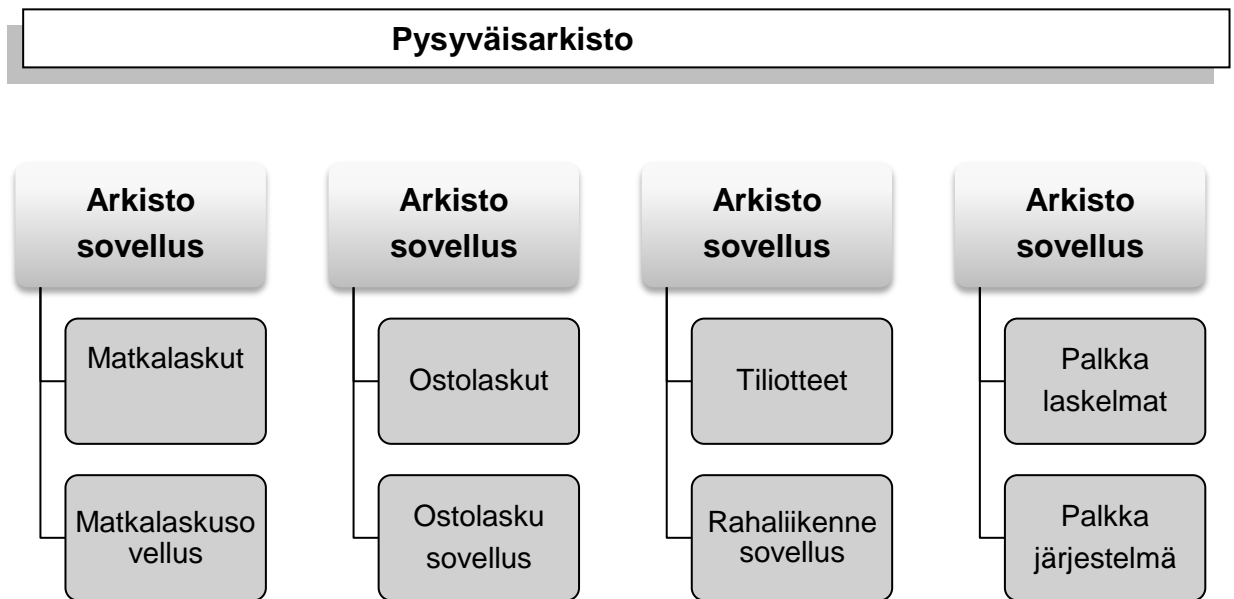 Pysyväisarkisto
Arkisto
sovellus
Arkisto
sovellus
Arkisto
sovellus
Arkisto
sovellus
Matkalaskut
Ostolaskut
Tiliotteet
Palkka
laskelmat
Matkalaskuso
vellus
Ostolasku
sovellus
Rahaliikenne
sovellus
Palkka
järjestelmä